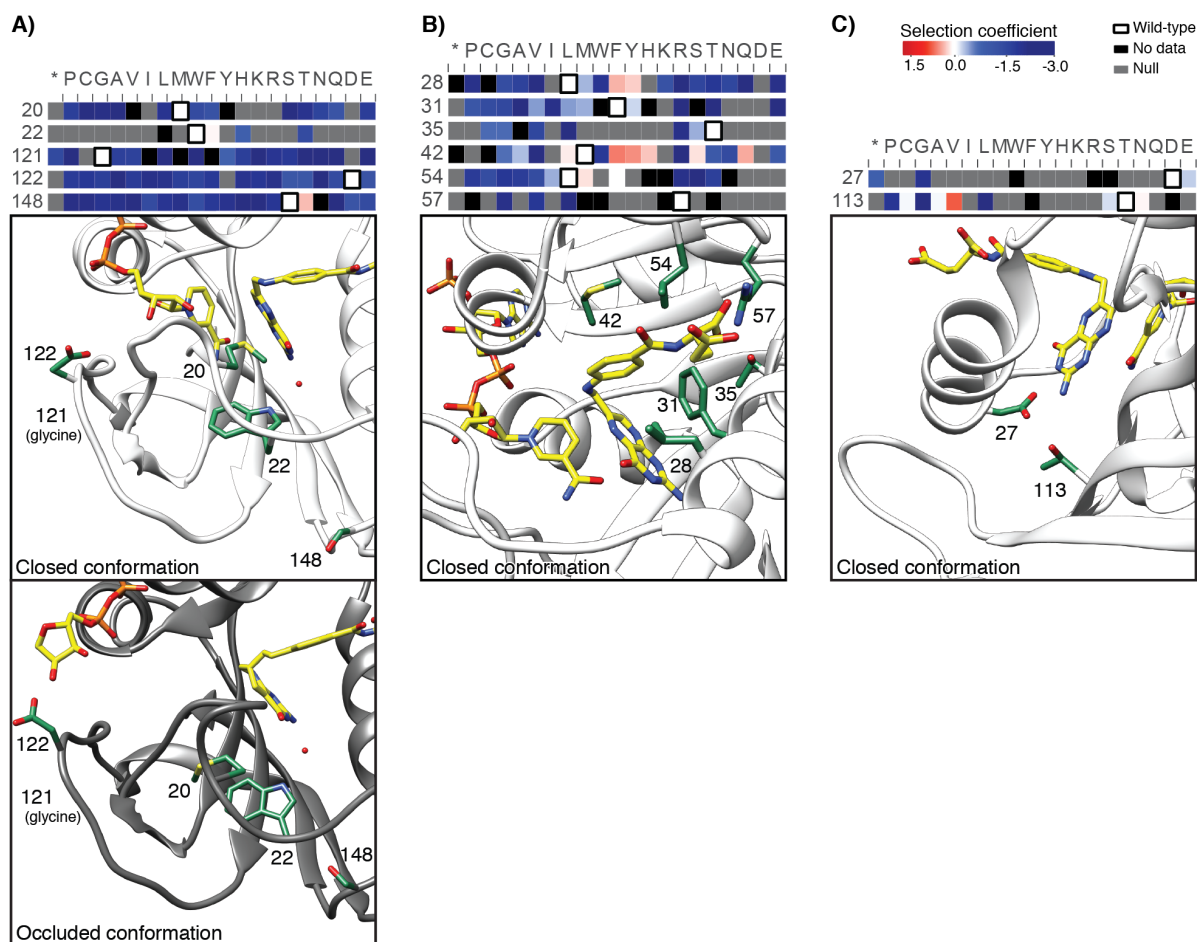 A)
* P C G A V I L M W F Y H K R S T N Q D E
20
22
121
122
148
122
121
(glycine)
20
22
148
Closed conformation
122
121
(glycine)
20
22
148
Occluded conformation
B)
* P C G A V I L M W F Y H K R S T N Q D E
28
31
35
42
54
57
54
42
57
35
31
28
Closed conformation
C)
Selection coefficient
1.5 0.0 -1.5 -3.0
Wild-type
No data
Null
* P C G A V I L M W F Y H K R S T N Q D E
27
113
27
113
Closed conformation